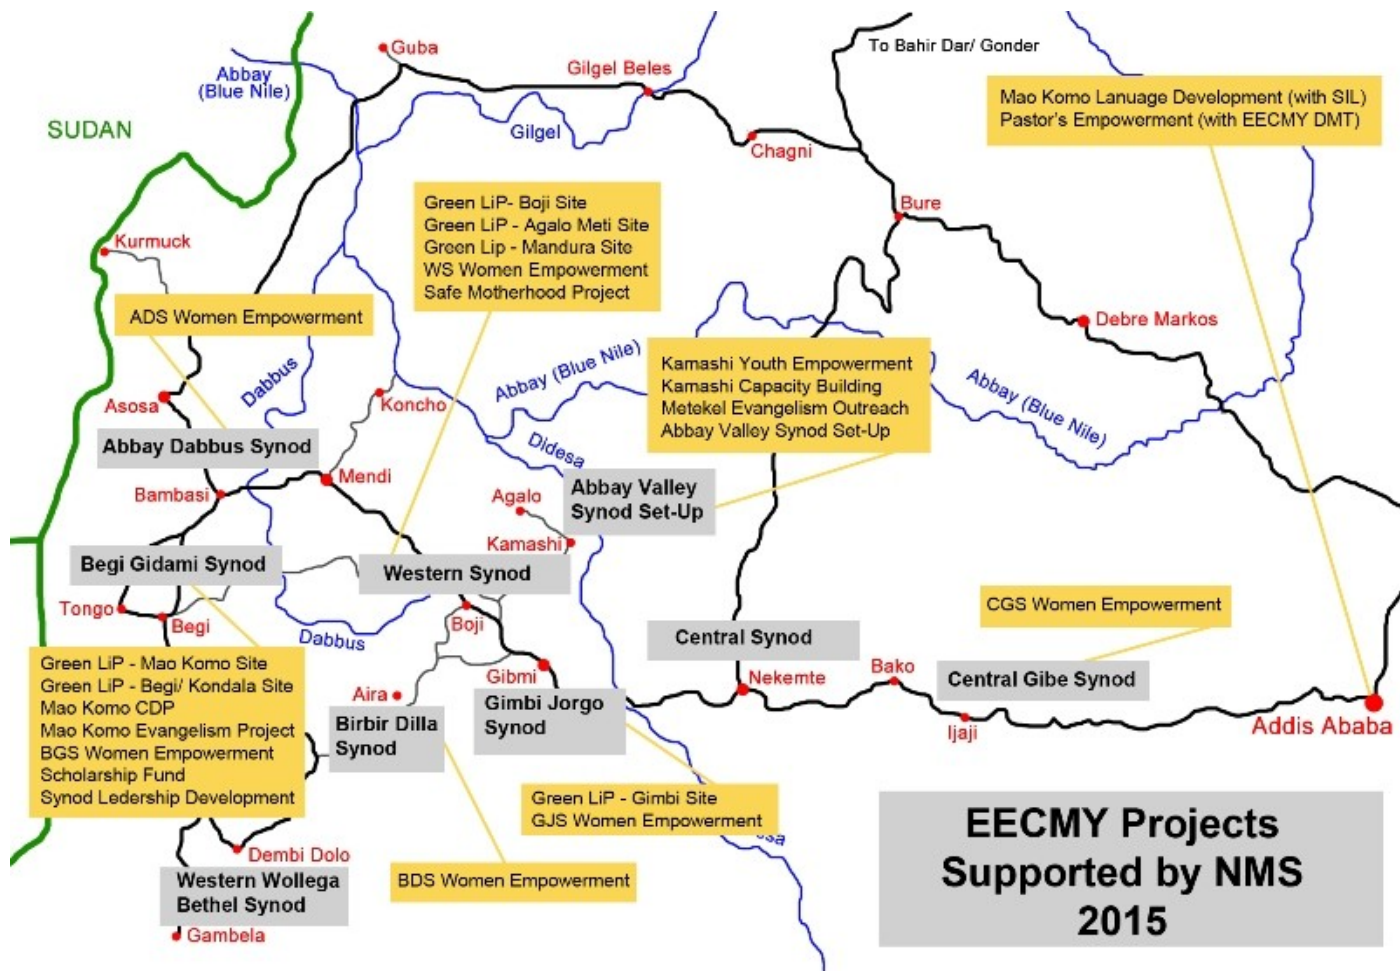 Guba
To Bahir Dar/ Gonder
Abbay
(Blue Nile)
Gilgel Beles
Mao Komo Lanuage Development (with SIL)
Pastor's Empowerment (with EECMY DMT)
SUDAN
Gilgel
Chagni
Green LiP- Boji Site
Green LiP - Agalo Meti Site
Green Lip - Mandura Site
WS Women Empowerment
Safe Motherhood Project
Bure
Kurmuck
ADS Women Empowerment
Debre Markos
Dabbus
Abbay (Blue Nile)
Kamashi Youth Empowerment
Kamashi Capacity Building
Metekel Evangelism Outreach
Abbay Valley Synod Set-Up
Abbay (Blue Nile)
Asosa
Koncho
Abbay Dabbus Synod
Didesa
Mendi
Bambasi
Agalo
Abbay Valley
Synod Set-Up
Kamashi
Begi Gidami Synod
Western Synod
Tongo
Begi
Dabbus
Boji
CGS Women Empowerment
Central Synod
Green LiP - Mao Komo Site
Green LiP - Begi/ Kondala Site
Mao Komo CDP
Mao Komo Evangelism Project
BGS Women Empowerment
Scholarship Fund
Synod Ledership Development
Aira
Gibmi
Nekemte
Bako
Central Gibe Synod
Gimbi Jorgo
Synod
Birbir Dilla
Synod
Ijaji
Addis Ababa
Green LiP - Gimbi Site
GJS Women Empowerment
esa
Dembi Dolo
BDS Women Empowerment
Western Wollega
Bethel Synod
Gambela
EECMY Projects
Supported by NMS
2015